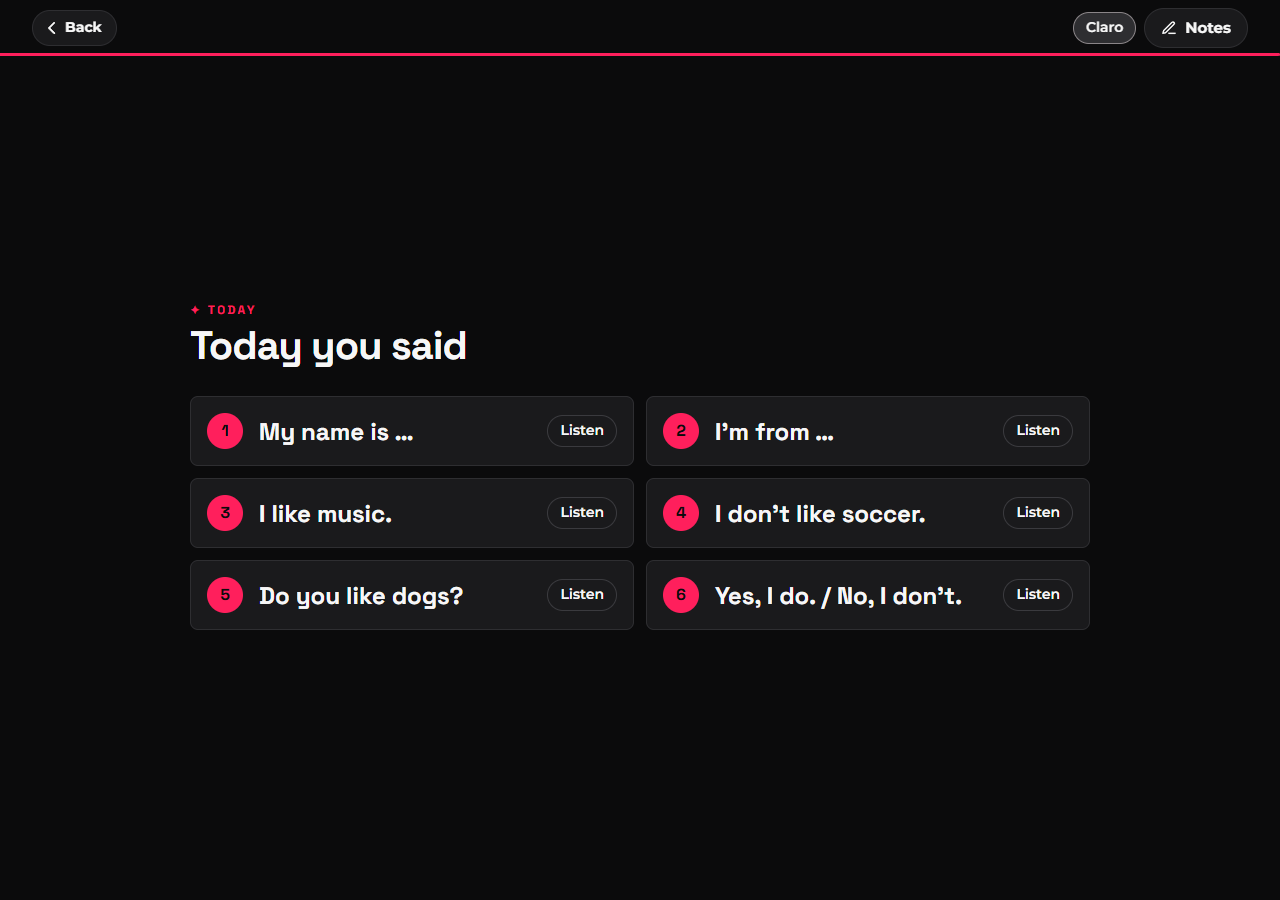 Back
Claro
Notes
✦ TODAY
Today you said
1 My name is ... Listen
2 I’m from ... Listen
3 I like music. Listen
4 I don’t like soccer. Listen
5 Do you like dogs? Listen
6 Yes, I do. / No, I don’t. Listen